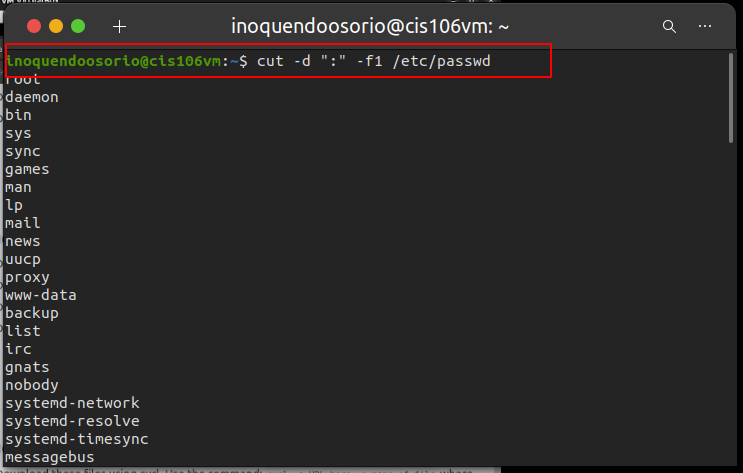 inoquendoosorio@cis106vm: ~
inoquendoosorio@cis106vm:~$ cut -d ":" -f1 /etc/passwd
root
daemon
bin
sys
sync
games
man
lp
mail
news
uucp
proxy
www-data
backup
list
irc
gnats
nobody
systemd-network
systemd-resolve
systemd-timesync
messagebus